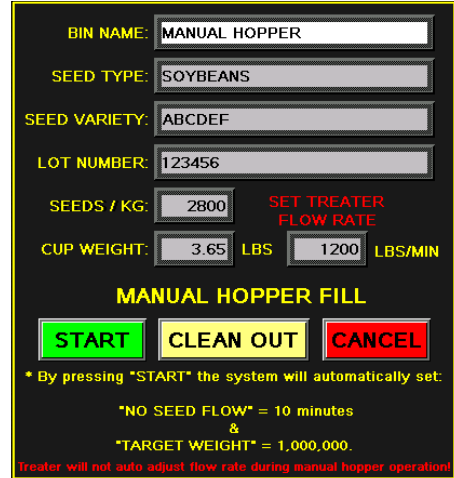 BIN NAME: MANUAL HOPPER
SEED TYPE: SOYBEANS
SEED VARIETY: ABCDEF
LOT NUMBER: 123456
SEEDS / KG: 2800 SET TREATER
FLOW RATE
CUP WEIGHT: 3.65 LBS 1200 LBS/MIN
MANUAL HOPPER FILL
START CLEAN OUT CANCEL
* By pressing "START" the system will automatically set:
"NO SEED FLOW" = 10 minutes
&
"TARGET WEIGHT" = 1,000,000.
Treater will not auto adjust flow rate during manual hopper operation!